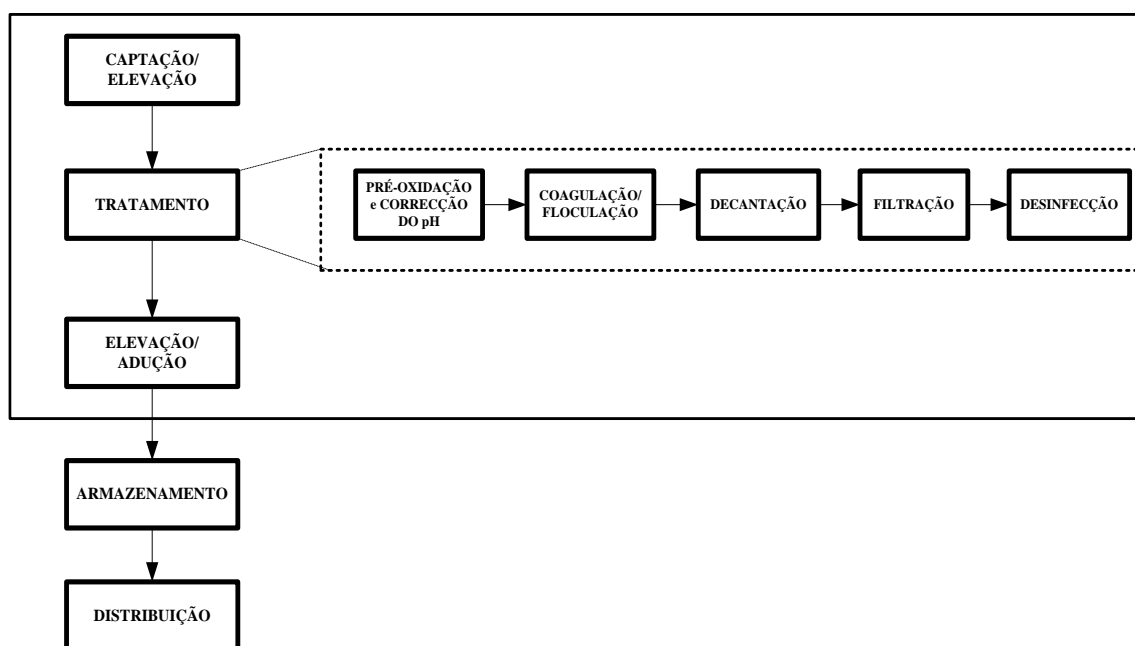 CAPTAÇÃO/
ELEVAÇÃO
TRATAMENTO
PRÉ-OXIDAÇÃO
e CORRECÇÃO
DO pH
COAGULAÇÃO/
FLOCULAÇÃO
DECANTAÇÃO
FILTRAÇÃO
DESINFECÇÃO
ELEVAÇÃO/
ADUÇÃO
ARMAZENAMENTO
DISTRIBUIÇÃO